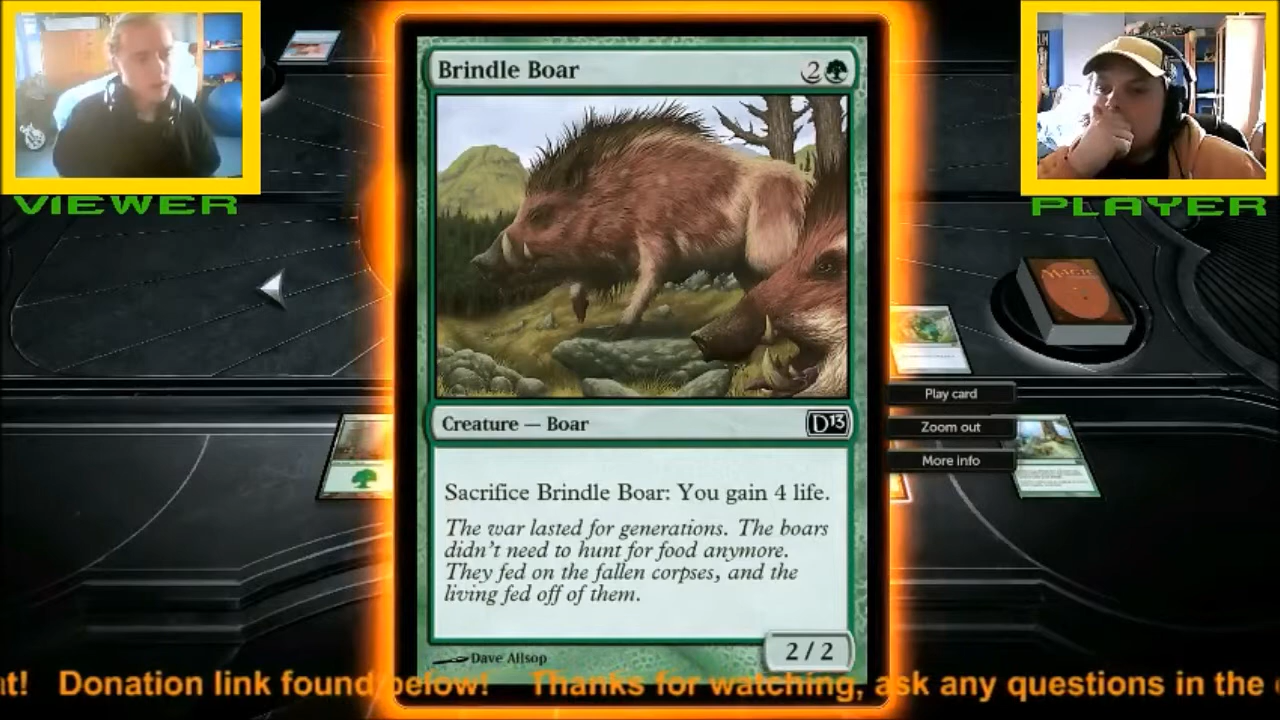 VIEWER
PLAYER
Brindle Boar
2
MAGIC
Play card
Zoom out
More info
Creature — Boar
D13
Sacrifice Brindle Boar: You gain 4 life.
The war lasted for generations. The boars
didn't need to hunt for food anymore.
They fed on the fallen corpses, and the
living fed off of them.
2 / 2
Dave Allsop
at! Donation link found below! Thanks for watching, ask any questions in the